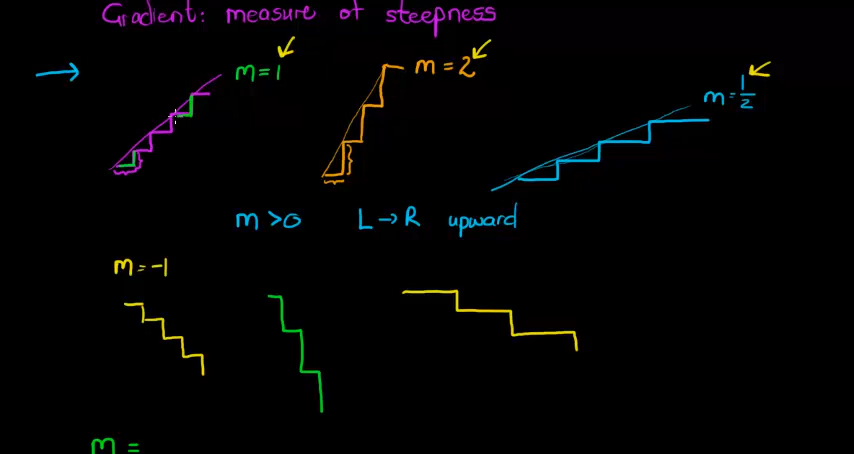 Gradient: measure of steepness
m = 1
m = 2
m = 1/2
m > 0 L → R upward
m = -1
m =